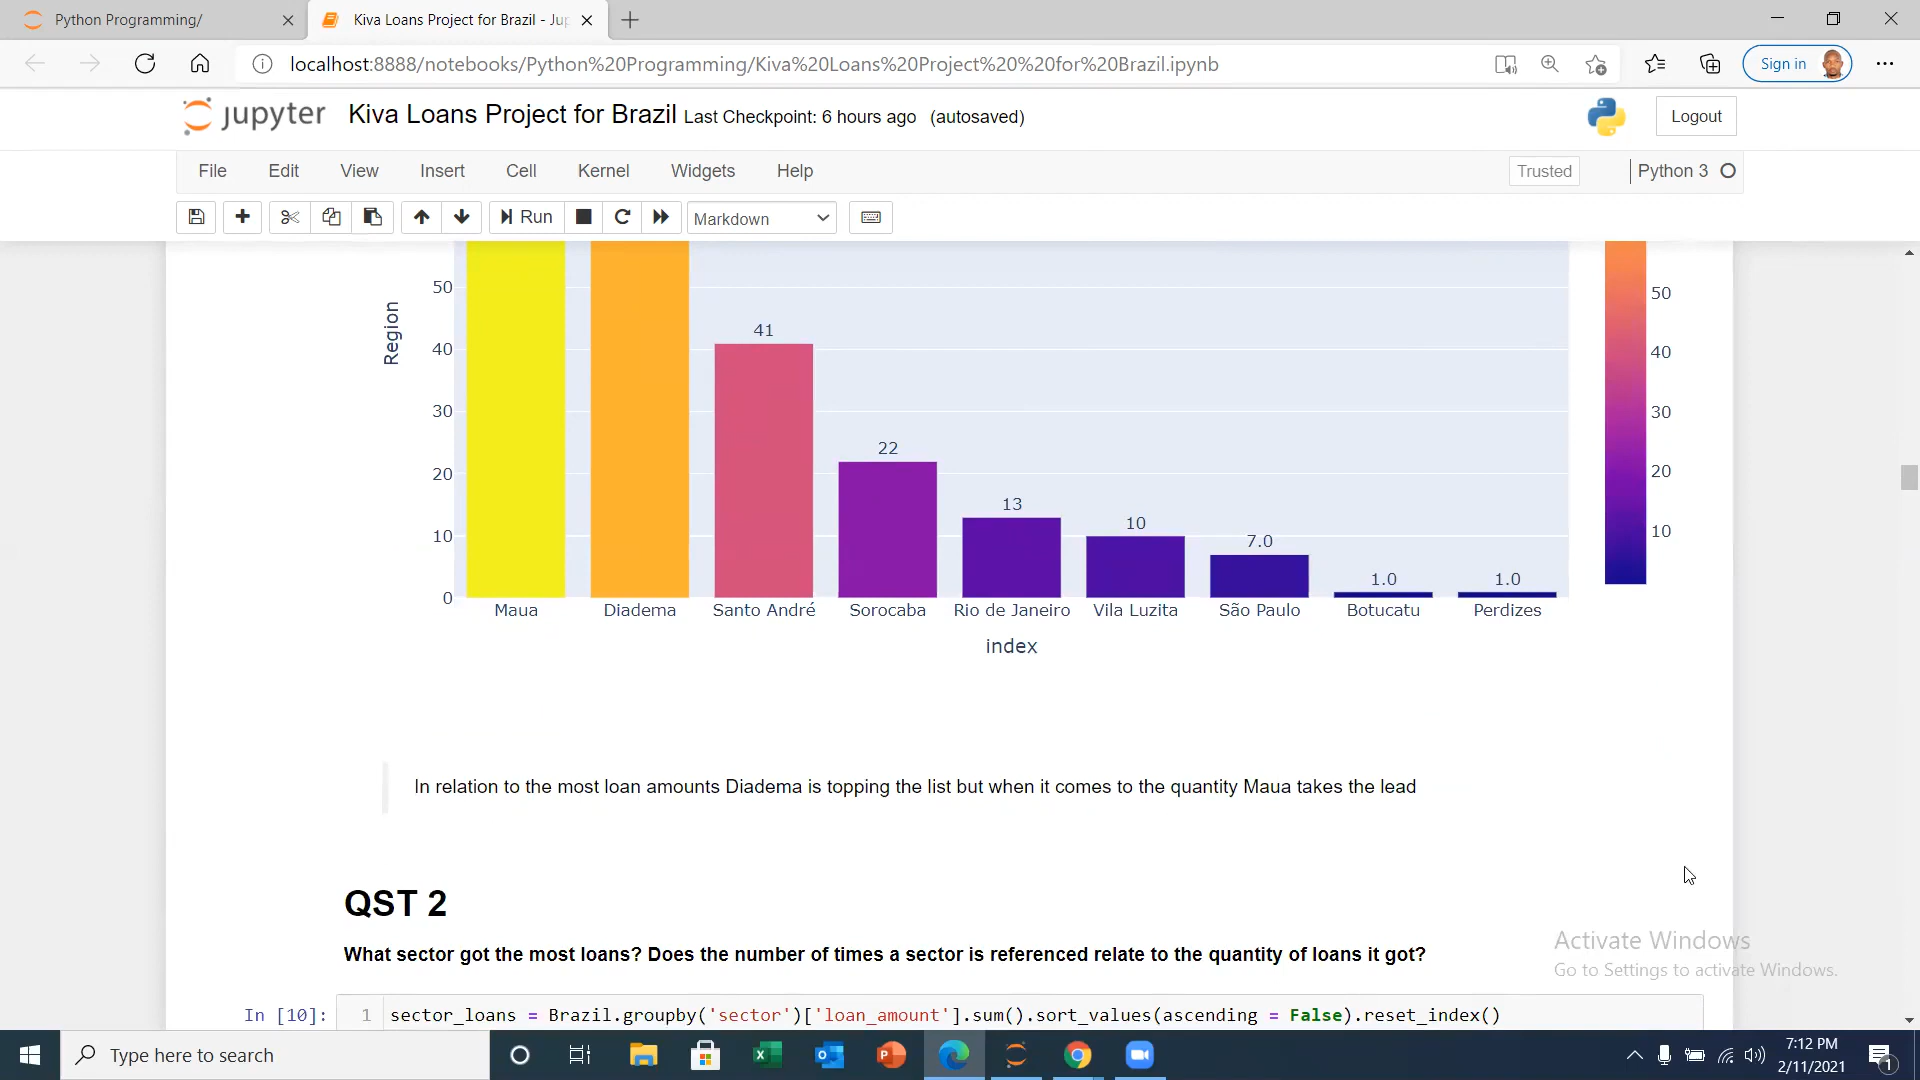 Python Programming/
Kiva Loans Project for Brazil - Jup
localhost:8888/notebooks/Python%20Programming/Kiva%20Loans%20Project%20%20for%20Brazil.ipynb
Sign in
jupyter Kiva Loans Project for Brazil Last Checkpoint: 6 hours ago (autosaved)
Logout
File Edit View Insert Cell Kernel Widgets Help
Trusted Python 3
Run Markdown
50
40
30
20
10
0
Region
41
22
13
10
7.0
1.0
1.0
Maua Diadema Santo André Sorocaba Rio de Janeiro Vila Luzita São Paulo Botucatu Perdizes
index
50
40
30
20
10
In relation to the most loan amounts Diadema is topping the list but when it comes to the quantity Maua takes the lead
QST 2
What sector got the most loans? Does the number of times a sector is referenced relate to the quantity of loans it got?
In [10]: 1 sector_loans = Brazil.groupby('sector')['loan_amount'].sum().sort_values(ascending = False).reset_index()
Activate Windows
Go to Settings to activate Windows.
Type here to search
7:12 PM
2/11/2021
1